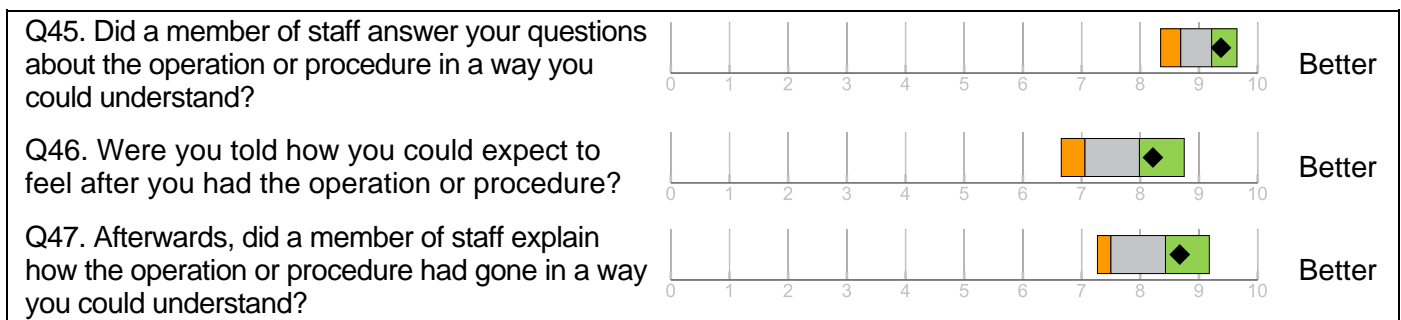 Q45. Did a member of staff answer your questions
about the operation or procedure in a way you
could understand?
0 1 2 3 4 5 6 7 8 9 10
Better
Q46. Were you told how you could expect to
feel after you had the operation or procedure?
0 1 2 3 4 5 6 7 8 9 10
Better
Q47. Afterwards, did a member of staff explain
how the operation or procedure had gone in a way
you could understand?
0 1 2 3 4 5 6 7 8 9 10
Better